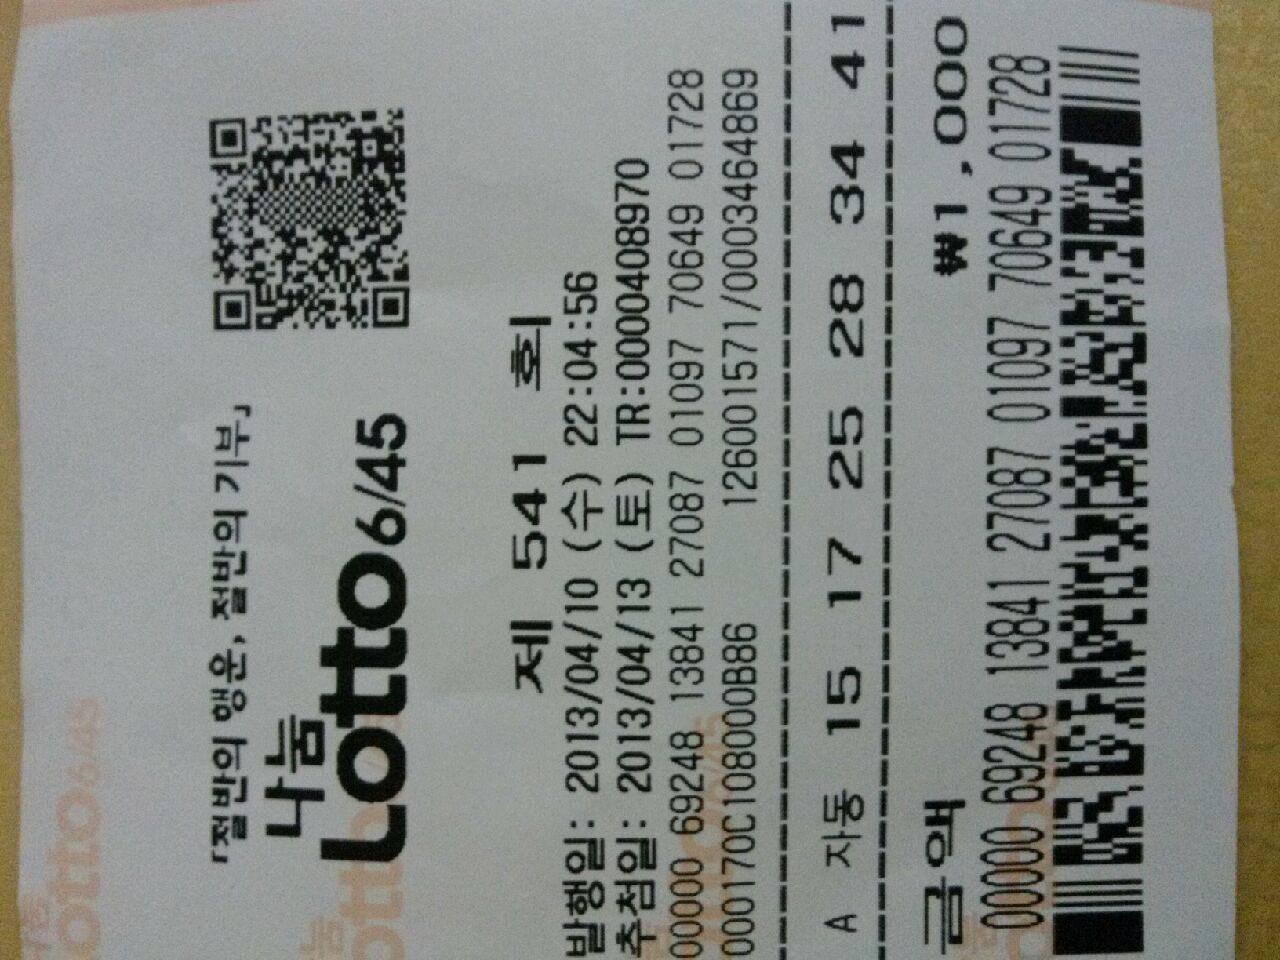 「절반의 행운, 절반의 기부」
나눔
Lotto6/45
제 541 회
발행일: 2013/04/10 (수) 22:04:56
추첨일: 2013/04/13 (토) TR:0000408970
00000 69248 13841 27087 01097 70649 01728
000170C108000B86 126001571/0003464869
A 자동 15 17 25 28 34 41
금액 ₩1,000
00000 69248 13841 27087 01097 70649 01728